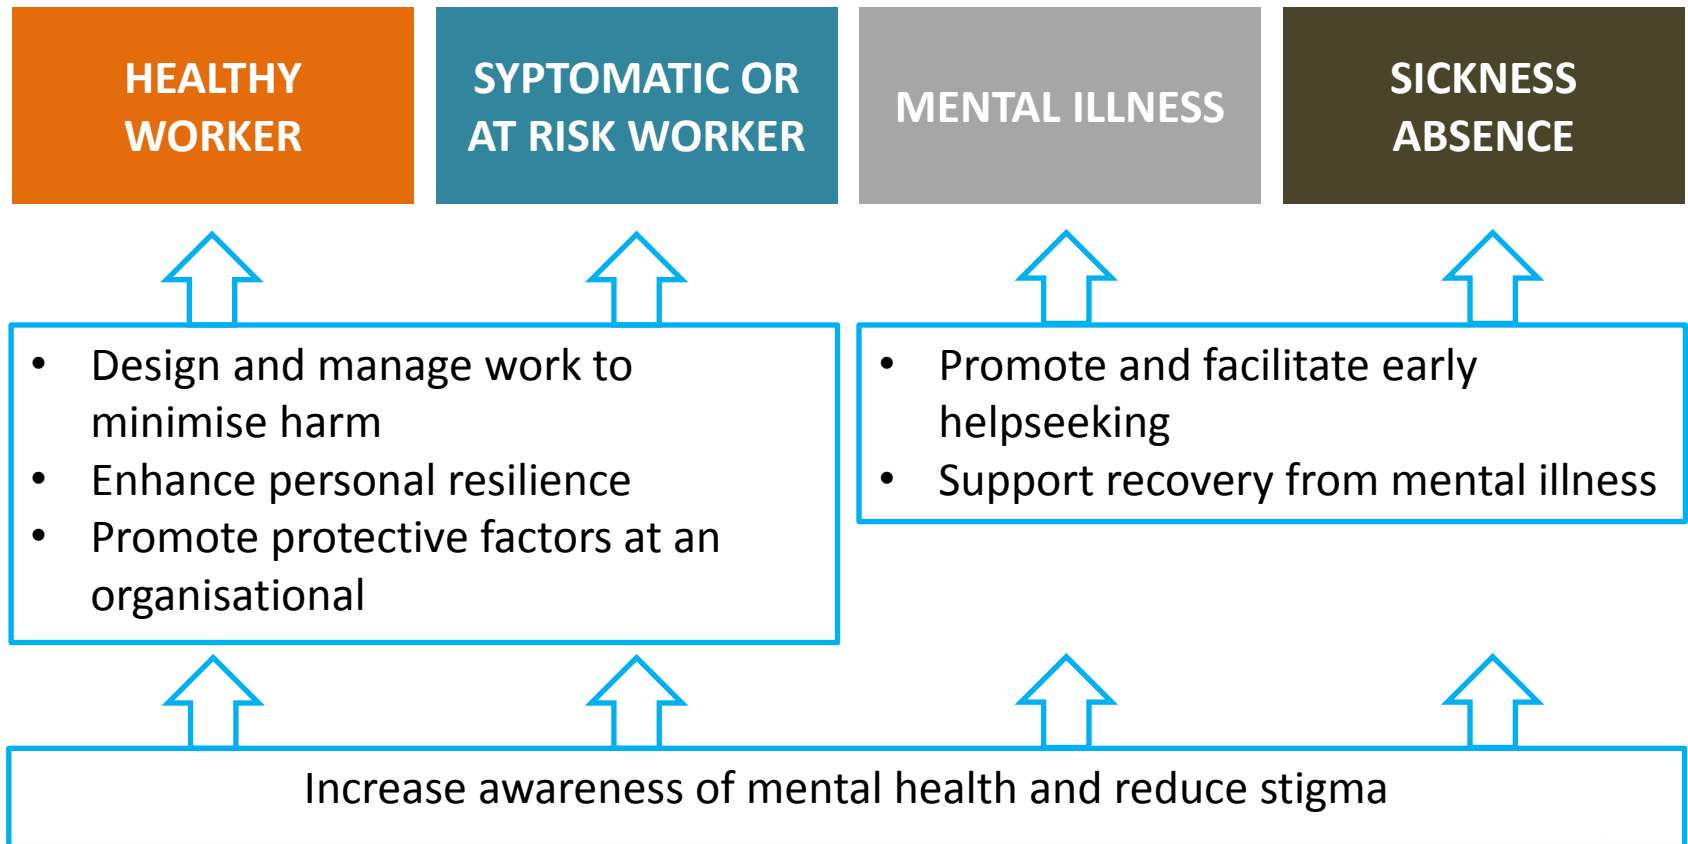 HEALTHY
WORKER
SYPTOMATIC OR
AT RISK WORKER
MENTAL ILLNESS
SICKNESS
ABSENCE
• Design and manage work to
minimise harm
• Enhance personal resilience
• Promote protective factors at an
organisational
• Promote and facilitate early
helpseeking
• Support recovery from mental illness
Increase awareness of mental health and reduce stigma